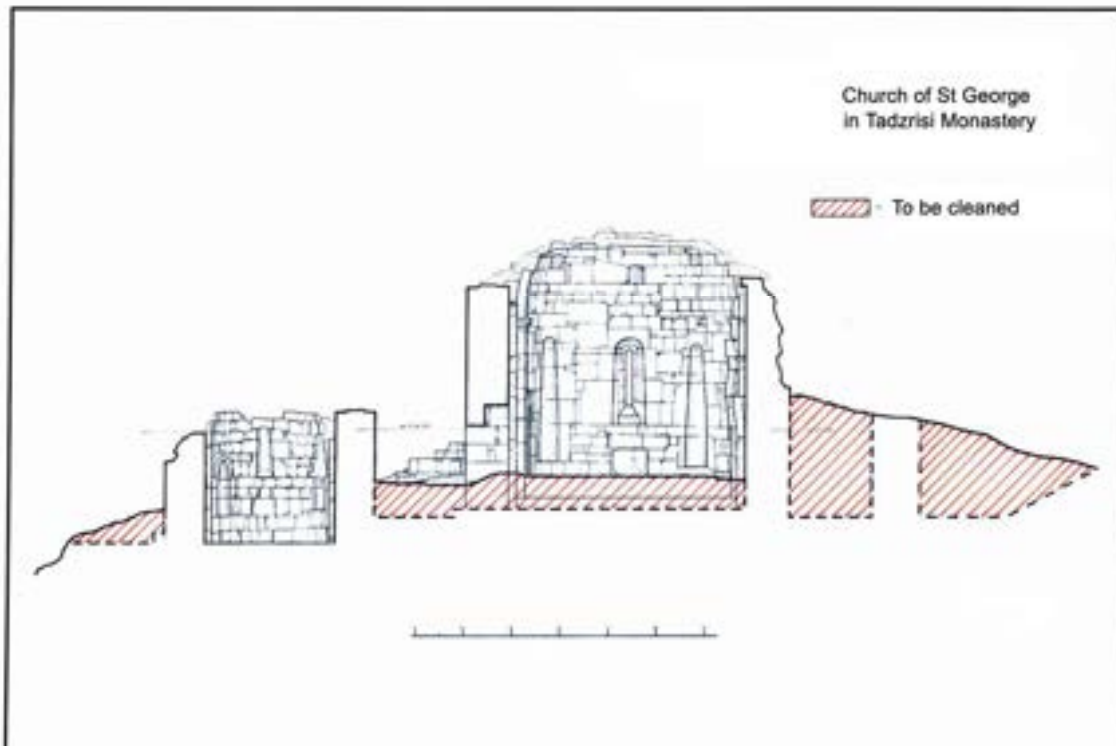 Church of St George
in Tadzrisi Monastery
- To be cleaned